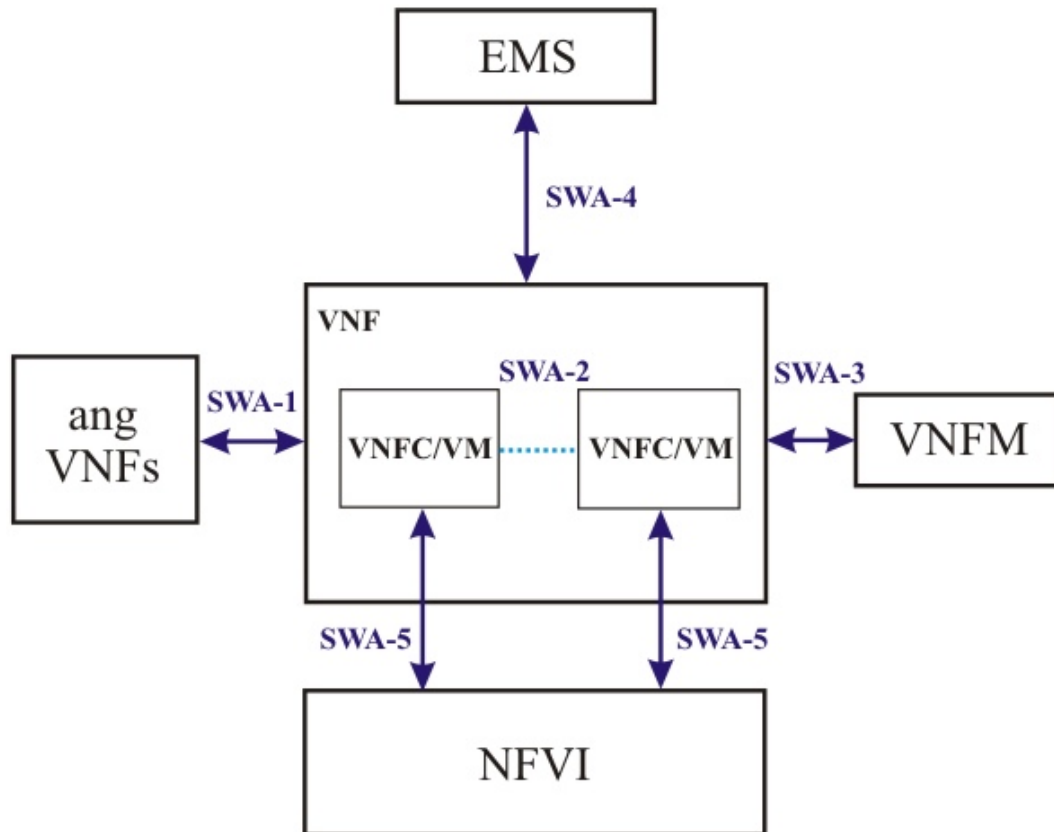 EMS
SWA-4
VNF
SWA-2
SWA-3
SWA-1
ang
VNFs
VNFC/VM
VNFC/VM
VNFM
SWA-5
SWA-5
NFVI